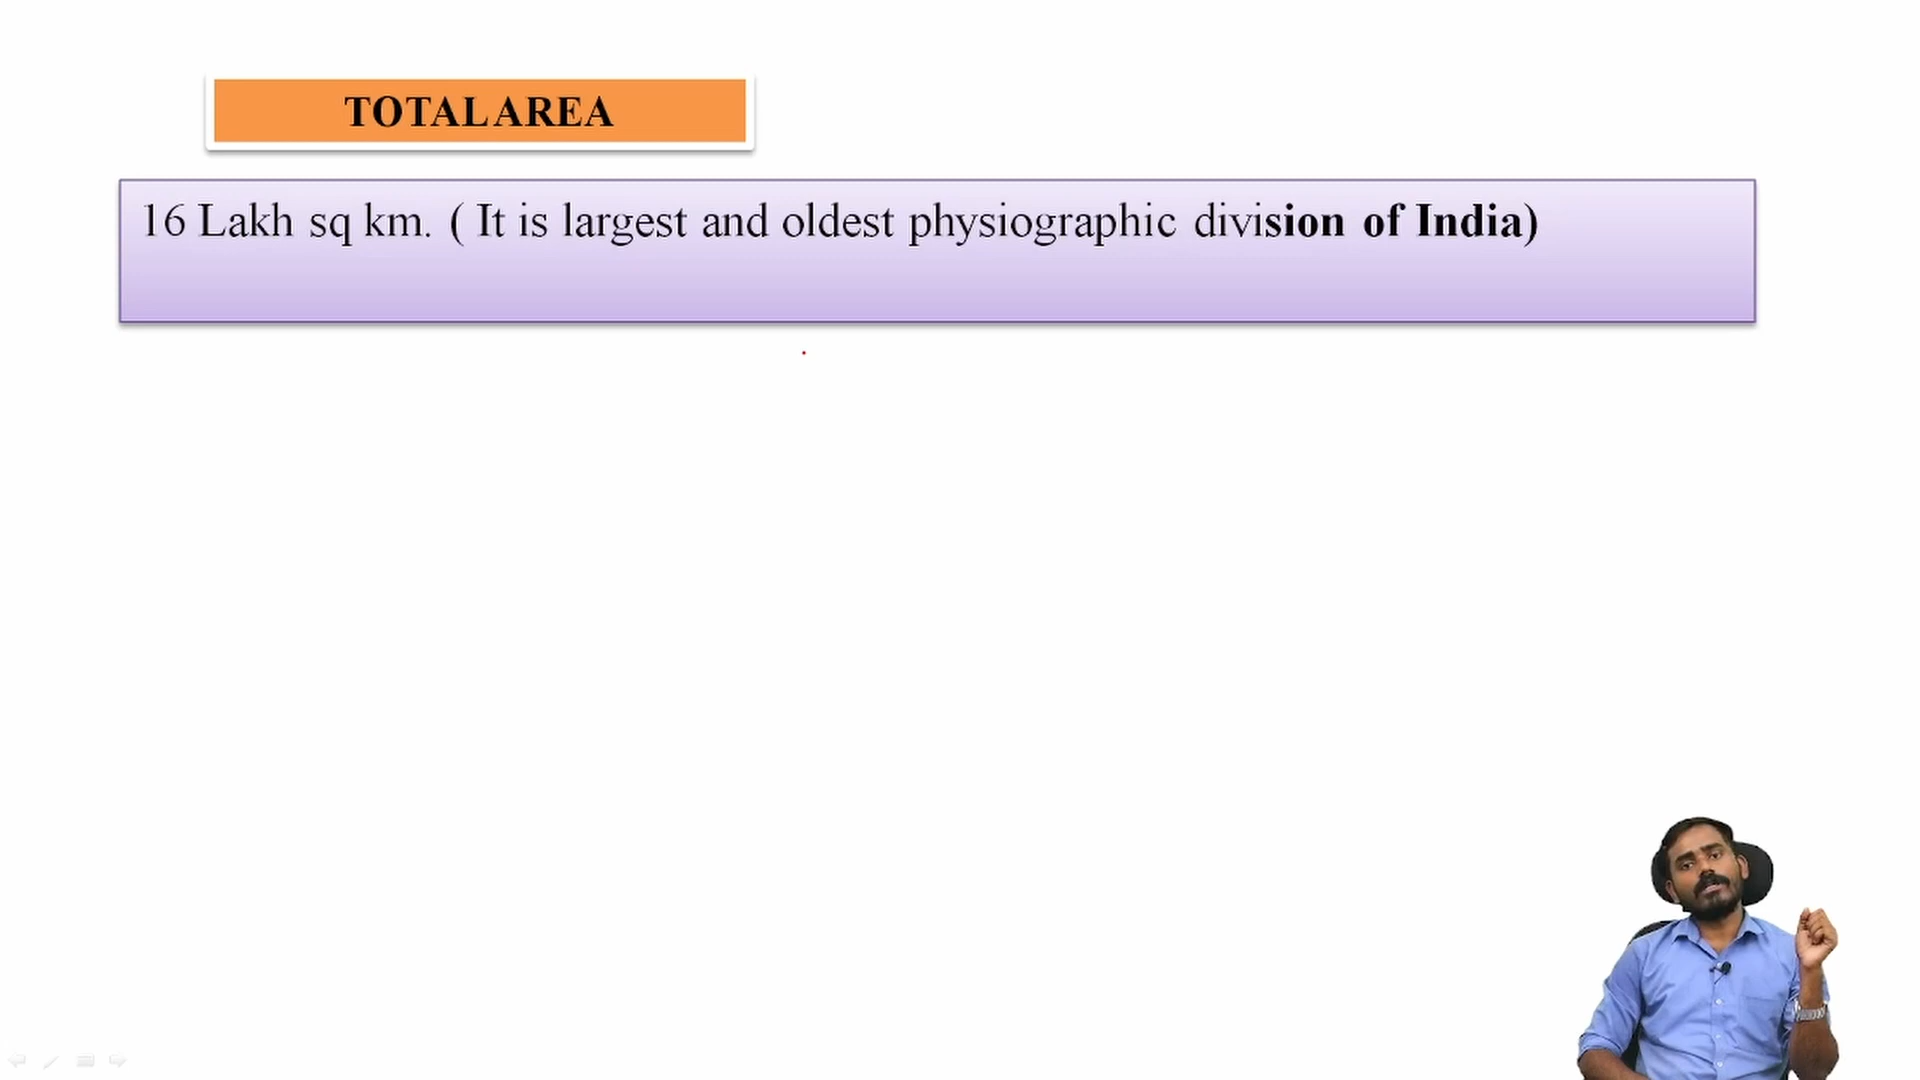 TOTAL AREA
16 Lakh sq km. ( It is largest and oldest physiographic division of India)